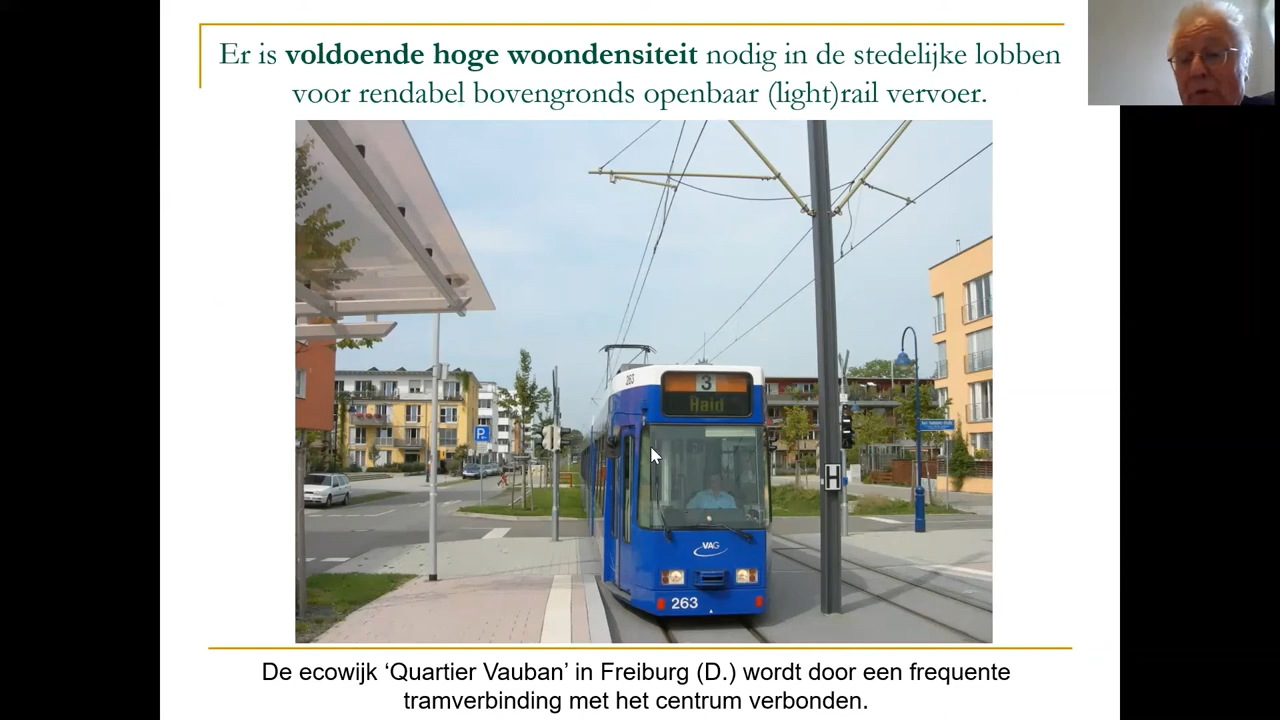 Er is voldoende hoge woondensiteit nodig in de stedelijke lobben
voor rendabel bovengronds openbaar (light)rail vervoer.
263
3
Haid
P
H
VAG
263
De ecowijk ‘Quartier Vauban’ in Freiburg (D.) wordt door een frequente
tramverbinding met het centrum verbonden.